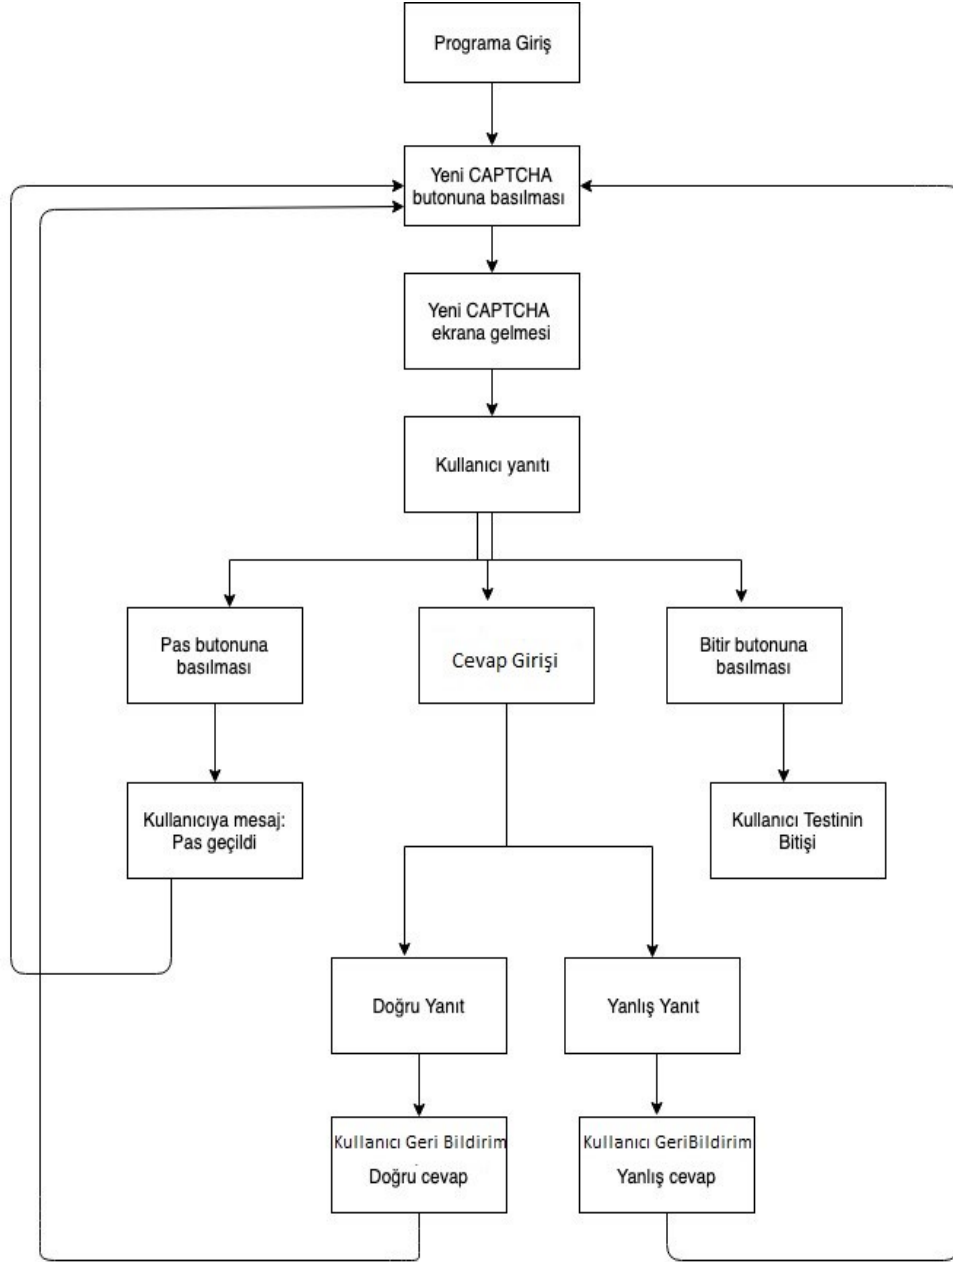 Programa Giriş
Yeni CAPTCHA
butonuna basılması
Yeni CAPTCHA
ekrana gelmesi
Kullanıcı yanıtı
Pas butonuna
basılması
Cevap Girişi
Bitir butonuna
basılması
Kullanıcıya mesaj:
Pas geçildi
Kullanıcı Testinin
Bitişi
Doğru Yanıt
Yanlış Yanıt
Kullanıcı Geri Bildirim
Doğru cevap
Kullanıcı GeriBildirim
Yanlış cevap